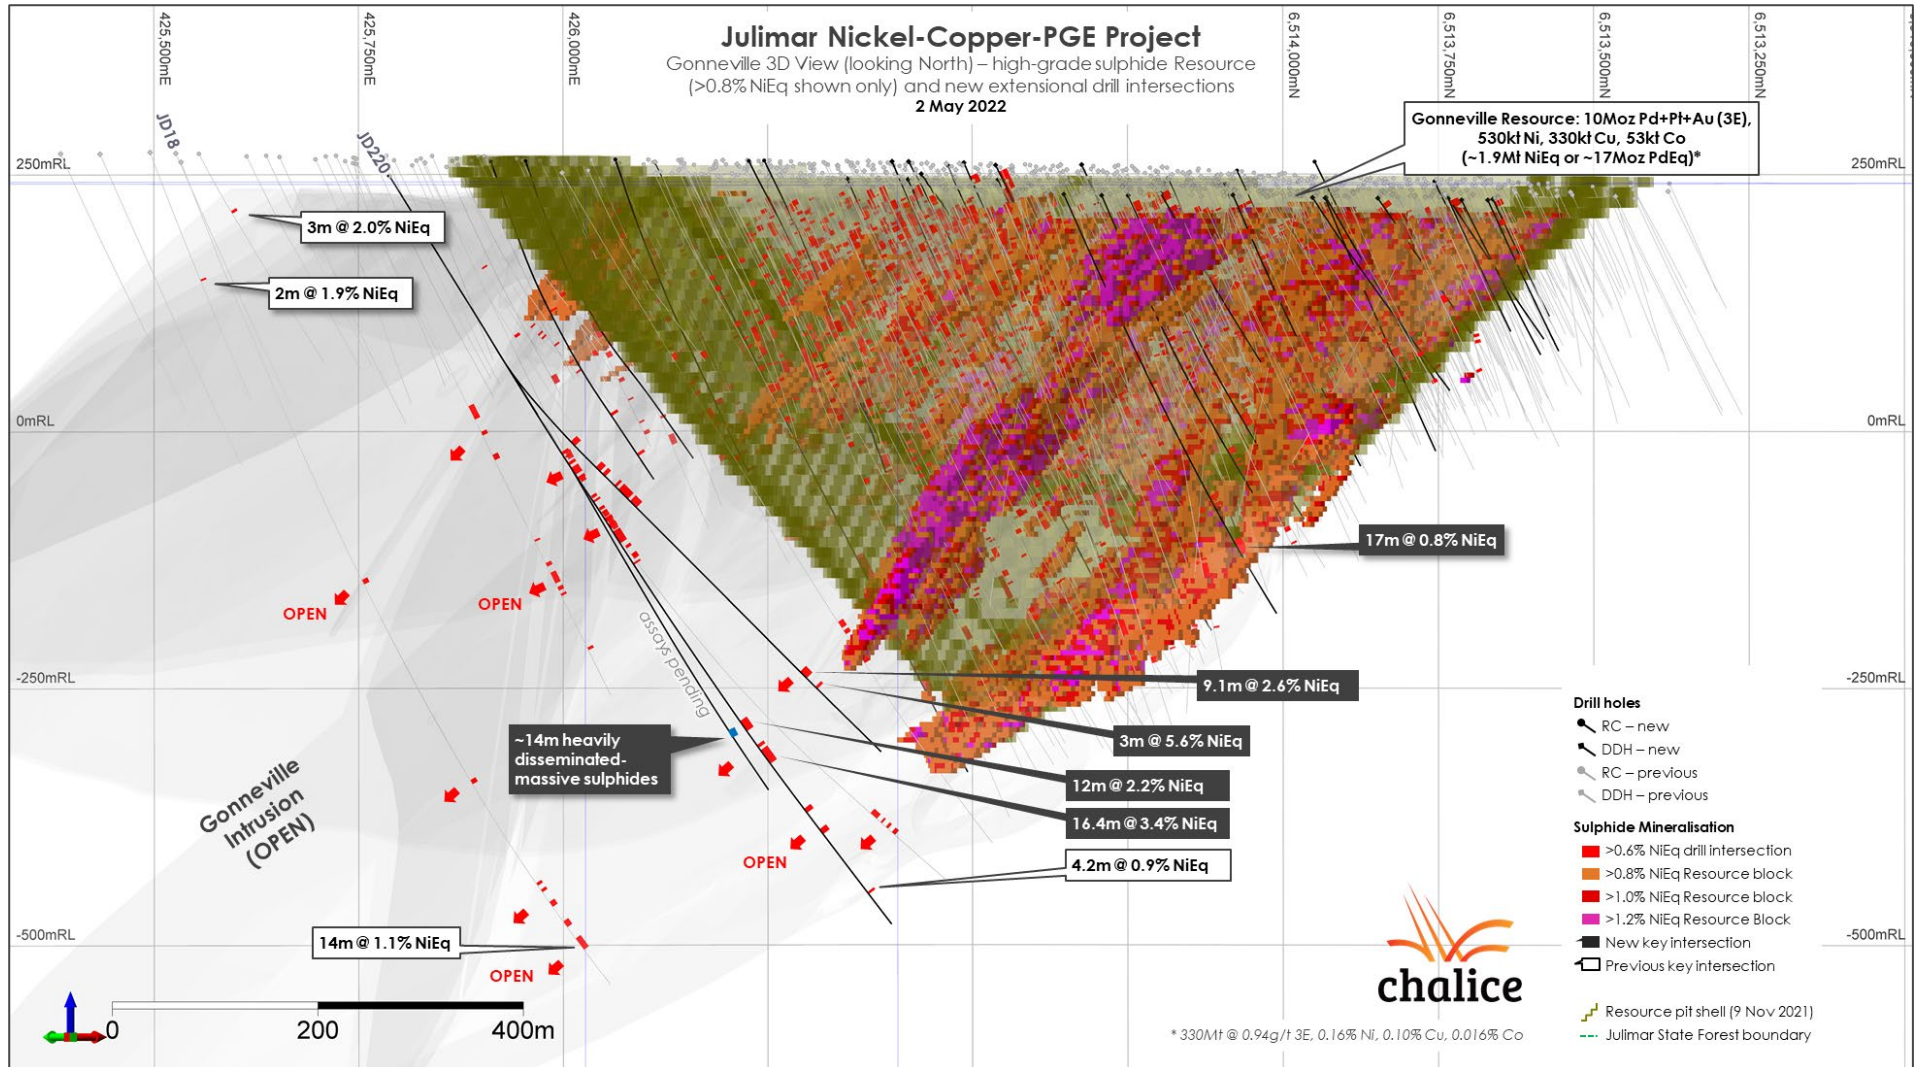 425,500mE
425,750mE
426,000mE
Julimar Nickel-Copper-PGE Project
Gonneville 3D View (looking North) – high-grade sulphide Resource
(>0.8% NiEq shown only) and new extensional drill intersections
2 May 2022
6,514,000mN
6,513,750mN
6,513,500mN
6,513,250mN
JD18
JD220
Gonneville Resource: 10Moz Pd+Pt+Au (3E),
530kt Ni, 330kt Cu, 53kt Co
(~1.9Mt NiEq or ~17Moz PdEq)*
250mRL
250mRL
3m @ 2.0% NiEq
2m @ 1.9% NiEq
0mRL
0mRL
17m @ 0.8% NiEq
OPEN
OPEN
assays pending
-250mRL
-250mRL
9.1m @ 2.6% NiEq
3m @ 5.6% NiEq
~14m heavily
disseminated-
massive sulphides
12m @ 2.2% NiEq
16.4m @ 3.4% NiEq
4.2m @ 0.9% NiEq
OPEN
Gonneville
Intrusion
(OPEN)
14m @ 1.1% NiEq
-500mRL
-500mRL
OPEN
0
200
400m
Drill holes
RC – new
DDH – new
RC – previous
DDH – previous
Sulphide Mineralisation
>0.6% NiEq drill intersection
>0.8% NiEq Resource block
>1.0% NiEq Resource block
>1.2% NiEq Resource Block
New key intersection
Previous key intersection
Resource pit shell (9 Nov 2021)
Julimar State Forest boundary
chalice
* 330Mt @ 0.94g/t 3E, 0.16% Ni, 0.10% Cu, 0.016% Co